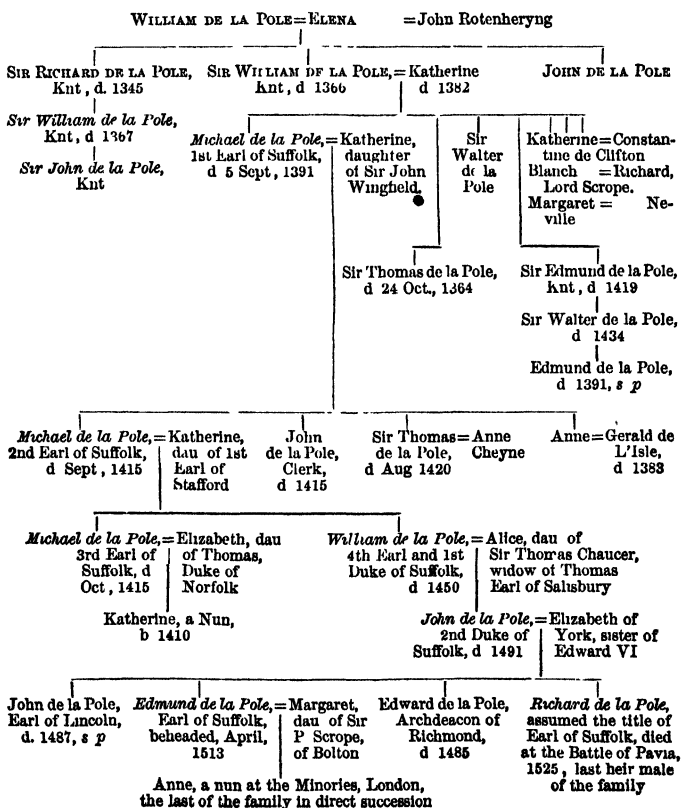 WILLIAM DE LA POLE=ELENA =John Rotenheryng
SIR RICHARD DE LA POLE,
Knt, d. 1345
SIR WILLIAM DE LA POLE,=Katherine
Knt, d 1366 d 1382
JOHN DE LA POLE
Sir William de la Pole,
Knt, d 1367
Sir John de la Pole,
Knt
Michael de la Pole,=Katherine,
1st Earl of Suffolk, daughter
d 5 Sept, 1391 of Sir John
Wingfield.
Sir
Walter
de la
Pole
Katherine=Constan-
tine de Clifton
Blanch =Richard,
Lord Scrope.
Margaret= Ne-
ville
Sir Thomas de la Pole,
d 24 Oct., 1364
Sir Edmund de la Pole,
Knt, d 1419
Sir Walter de la Pole,
d 1434
Edmund de la Pole,
d 1391, s p
Michael de la Pole,=Katherine,
2nd Earl of Suffolk, dau of 1st
d Sept, 1415 Earl of
Stafford
John
de la Pole,
Clerk,
d 1415
Sir Thomas=Anne
de la Pole, Cheyne
d Aug 1420
Anne=Gerald de
L'Isle,
d 1383
Michael de la Pole,=Elizabeth, dau
3rd Earl of of Thomas,
Suffolk, d Duke of
Oct, 1415 Norfolk
William de la Pole,=Alice, dau of
4th Earl and 1st Sir Thomas Chaucer,
Duke of Suffolk, widow of Thomas
d 1450 Earl of Salisbury
Katherine, a Nun,
b 1410
John de la Pole,=Elizabeth of
2nd Duke of York, sister of
Suffolk, d 1491 Edward VI
John de la Pole,
Earl of Lincoln,
d. 1487, s p
Edmund de la Pole,=Margaret,
Earl of Suffolk, dau of Sir
beheaded, April, P Scrope,
1513 of Bolton
Edward de la Pole,
Archdeacon of
Richmond,
d 1485
Richard de la Pole,
assumed the title of
Earl of Suffolk, died
at the Battle of Pavia,
1525, last heir male
of the family
Anne, a nun at the Minories, London,
the last of the family in direct succession